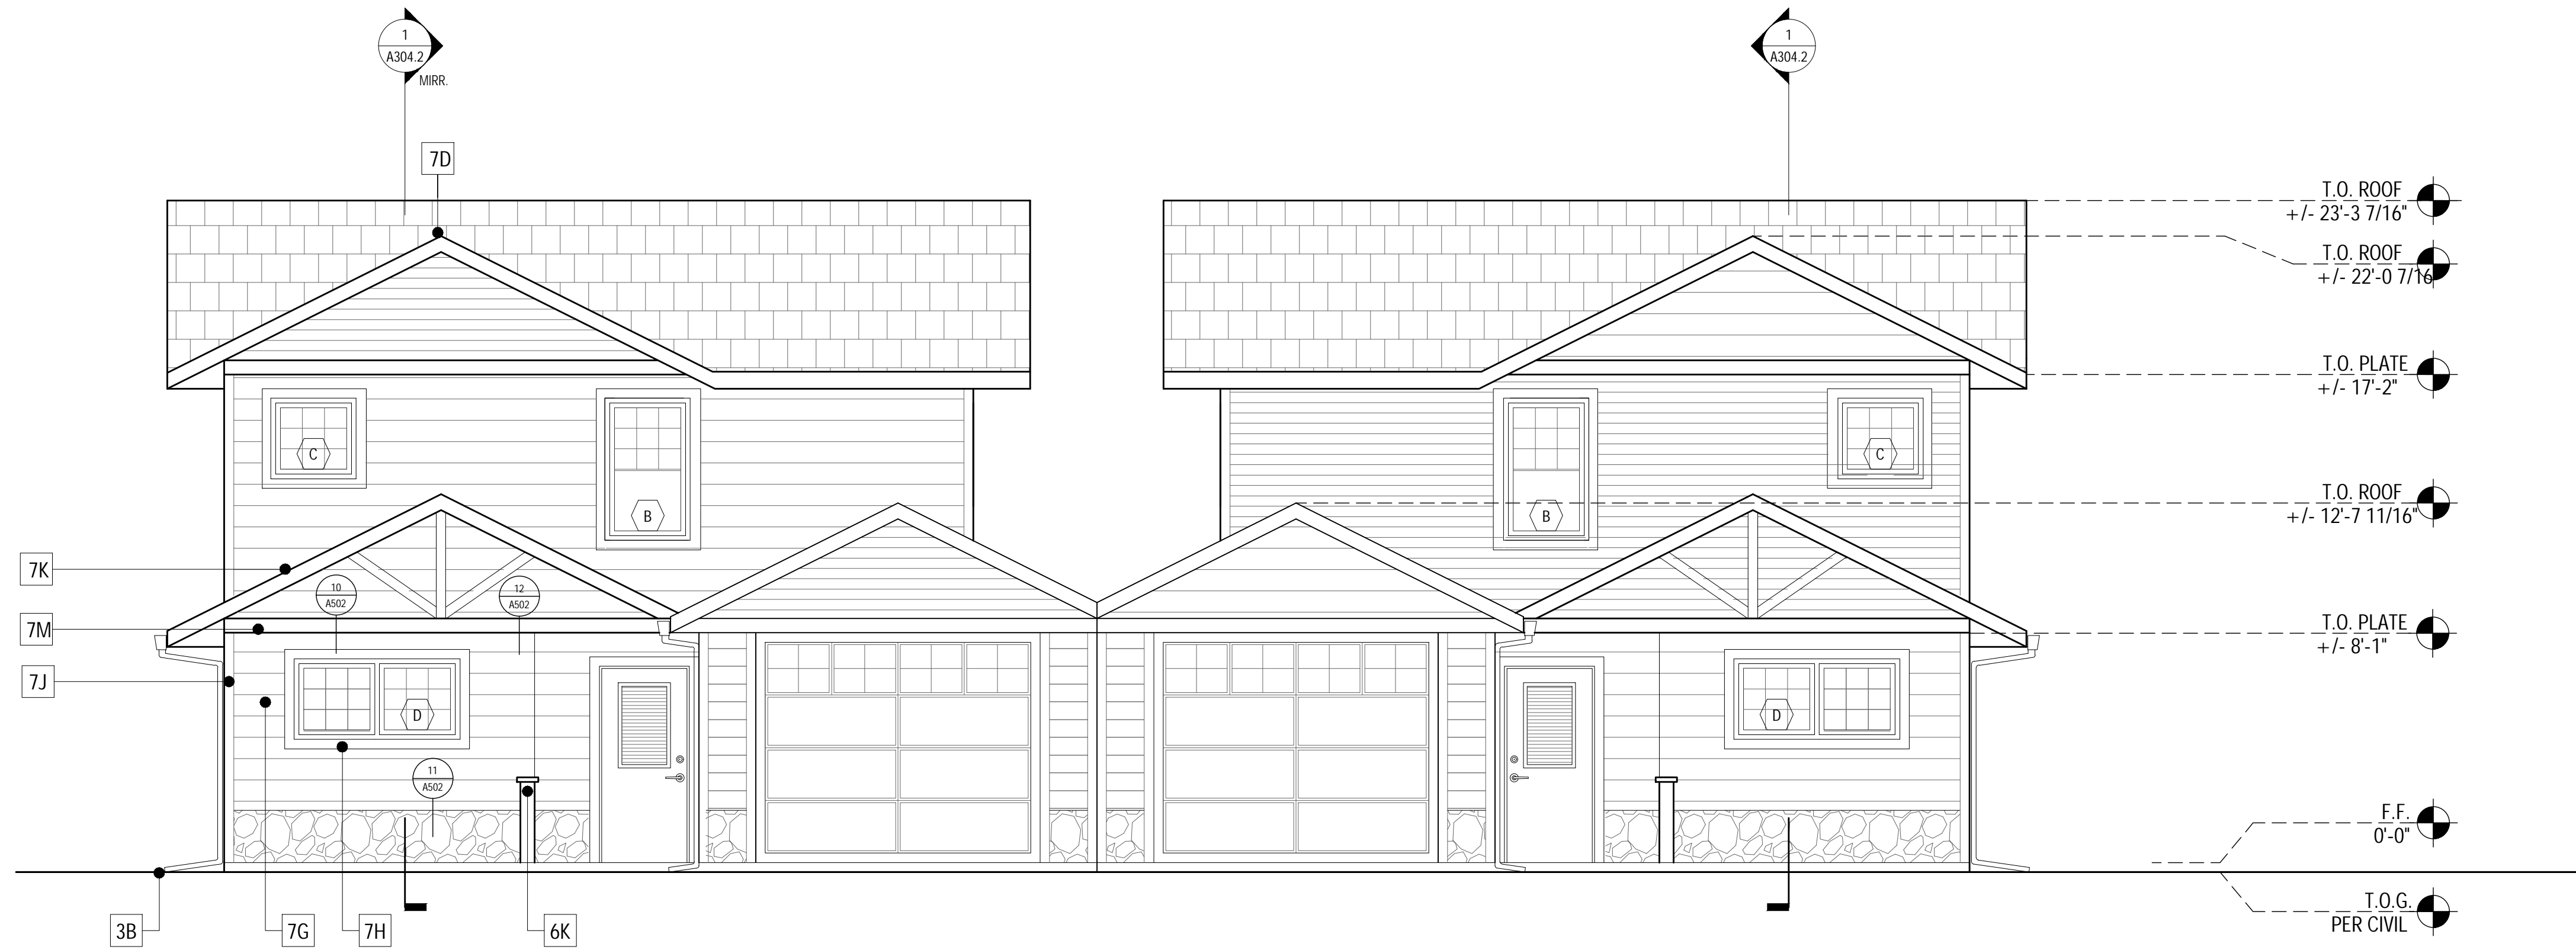 1
A304.2
MIRR.
1
A304.2
7D
T.O. ROOF
+/- 23'-3 7/16"
T.O. ROOF
+/- 22'-0 7/16
T.O. PLATE
+/- 17'-2"
C
C
B
B
T.O. ROOF
+/- 12'-7 11/16"
7K
10
A502
12
A502
7M
T.O. PLATE
+/- 8'-1"
7J
D
D
11
A502
F.F.
0'-0"
T.O.G.
PER CIVIL
3B
7G
7H
6K